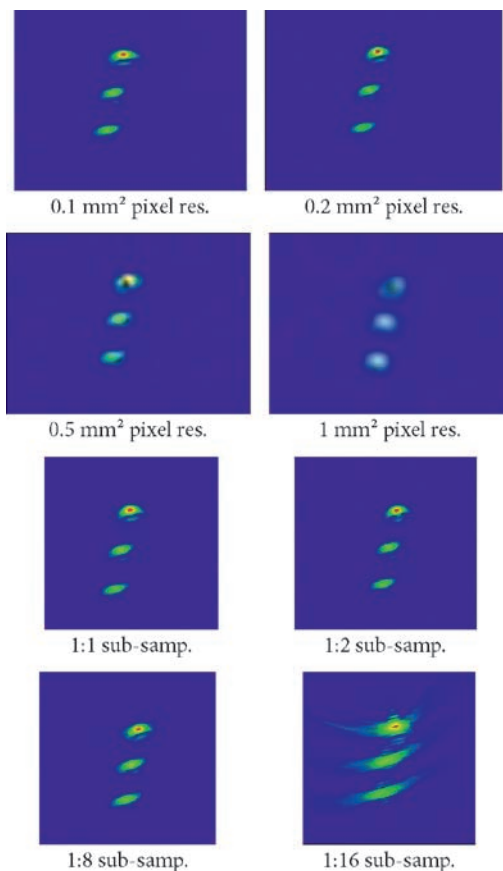 0.1 mm² pixel res.
0.2 mm² pixel res.
0.5 mm² pixel res.
1 mm² pixel res.
1:1 sub-samp.
1:2 sub-samp.
1:8 sub-samp.
1:16 sub-samp.